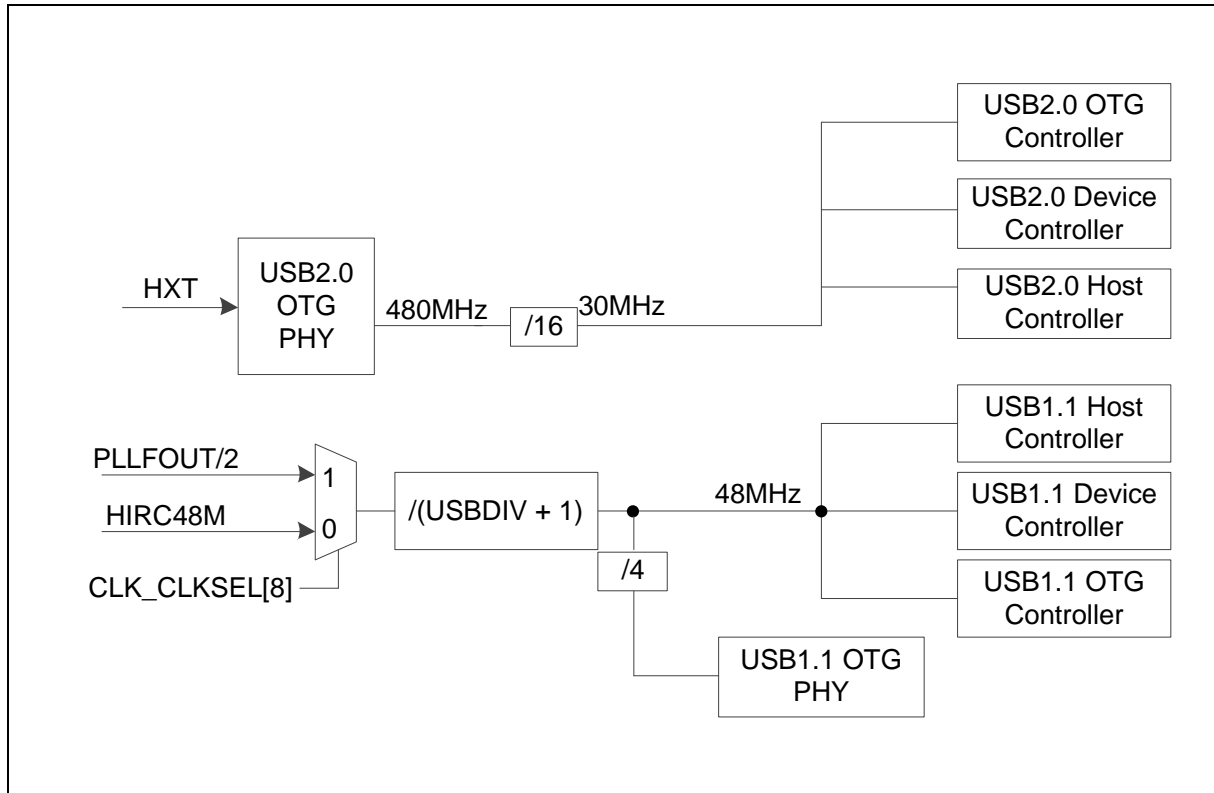 USB2.0 OTG
Controller
USB2.0 Device
Controller
USB2.0 Host
Controller
HXT
USB2.0
OTG
PHY
480MHz
/16
30MHz
USB1.1 Host
Controller
PLLFOUT/2
1
HIRC48M
0
/(USBDIV + 1)
48MHz
USB1.1 Device
Controller
CLK_CLKSEL[8]
/4
USB1.1 OTG
Controller
USB1.1 OTG
PHY